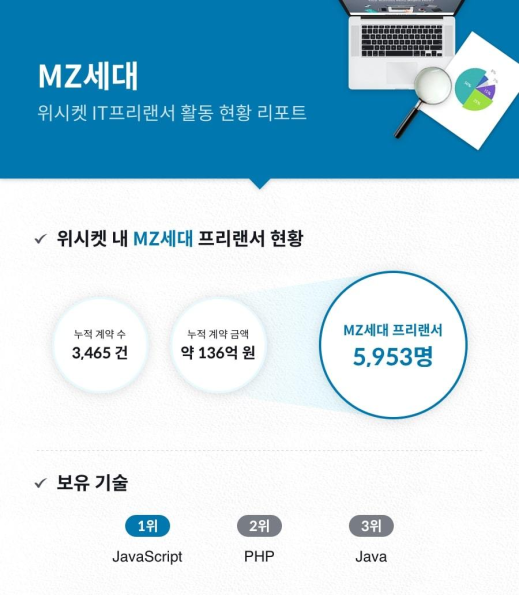 MZ세대
위시켓 IT프리랜서 활동 현황 리포트
위시켓 내 MZ세대 프리랜서 현황
누적 계약 수
3,465 건
누적 계약 금액
약 136억 원
MZ세대 프리랜서
5,953명
보유 기술
1위
2위
3위
JavaScript
PHP
Java